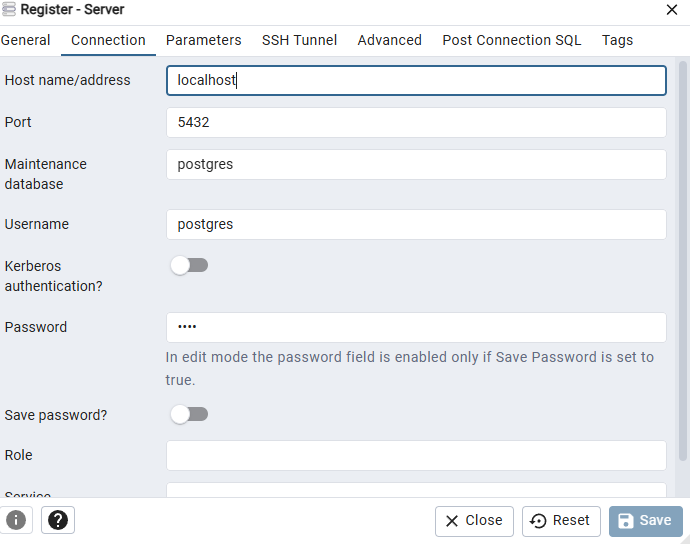 Register - Server
General Connection Parameters SSH Tunnel Advanced Post Connection SQL Tags
Host name/address localhost
Port 5432
Maintenance
database
postgres
Username postgres
Kerberos
authentication?
Password ••••
In edit mode the password field is enabled only if Save Password is set to
true.
Save password?
Role
Service
Close Reset Save